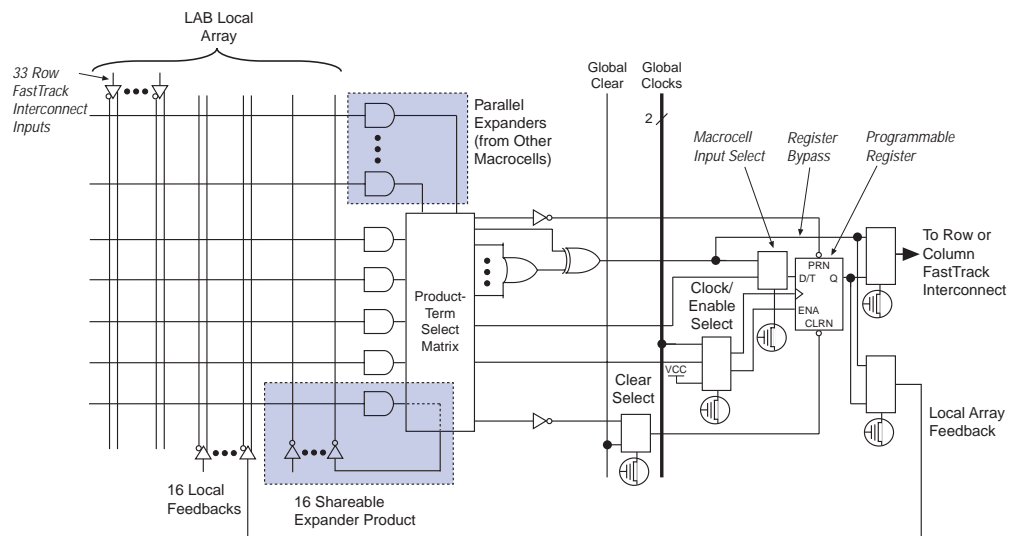 LAB Local
Array
33 Row
FastTrack
Interconnect
Inputs
Parallel
Expanders
(from Other
Macrocells)
Global
Clear
Global
Clocks
2
Macrocell
Input Select
Register
Bypass
Programmable
Register
To Row or
Column
FastTrack
Interconnect
PRN
D/T
Q
ENA
CLRN
Clock/
Enable
Select
Product-
Term
Select
Matrix
VCC
Clear
Select
Local Array
Feedback
16 Local
Feedbacks
16 Shareable
Expander Product